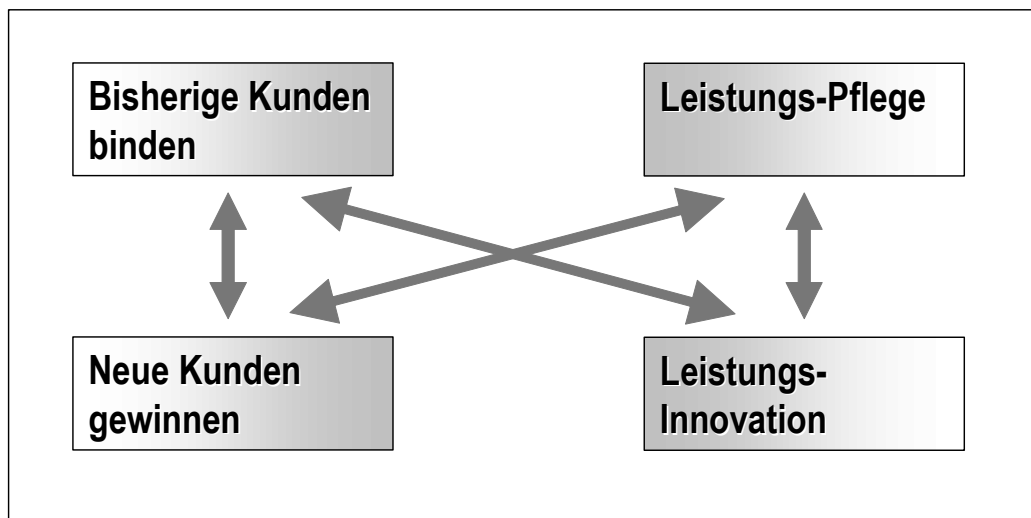 Bisherige Kunden
binden
Leistungs-Pflege
Neue Kunden
gewinnen
Leistungs-
Innovation